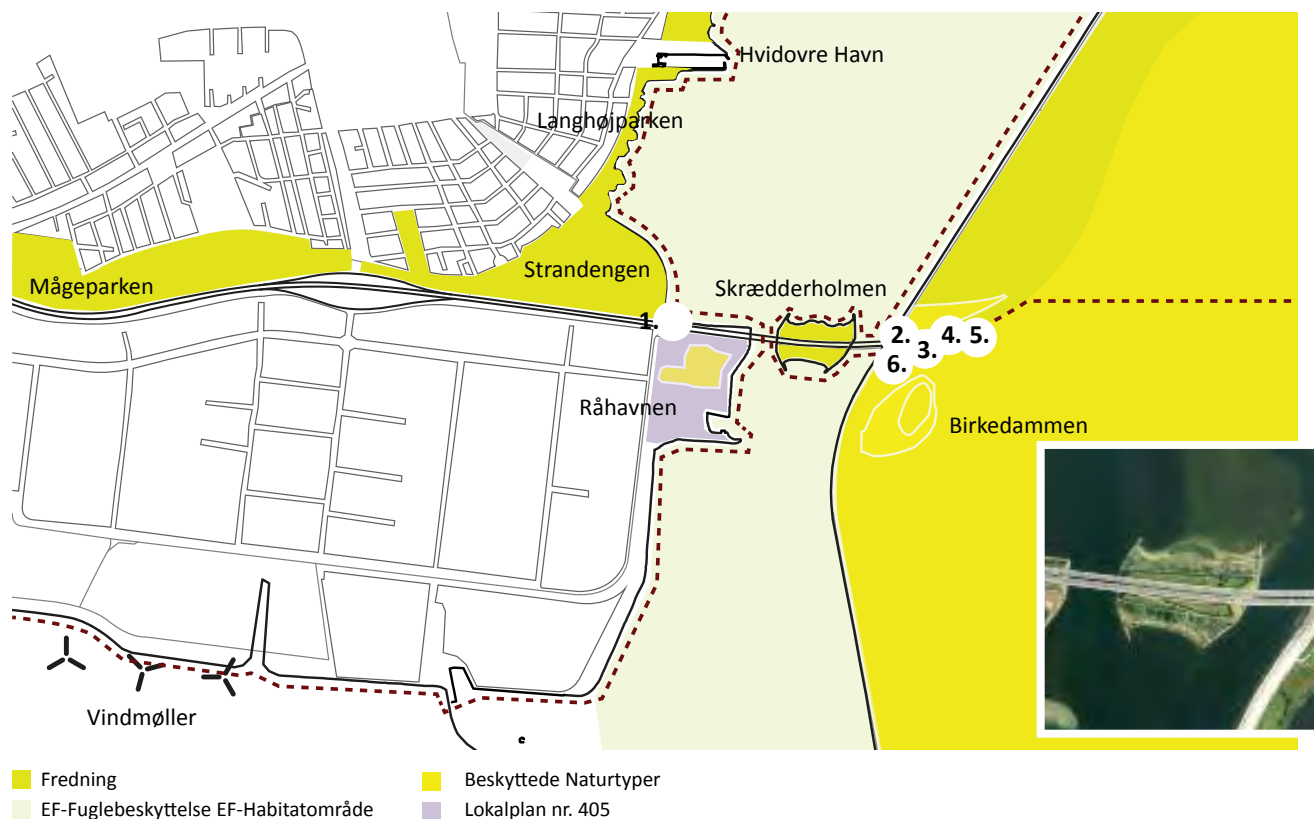 Hvidovre Havn
Langhøjparken
Strandengen
Mågeparken
Skrædderholmen
1.
2.
4.
5.
3.
6.
Råhavnen
Birkedammen
Vindmøller
Fredning
Beskyttede Naturtyper
EF-Fuglebeskyttelse EF-Habitatområde
Lokalplan nr. 405